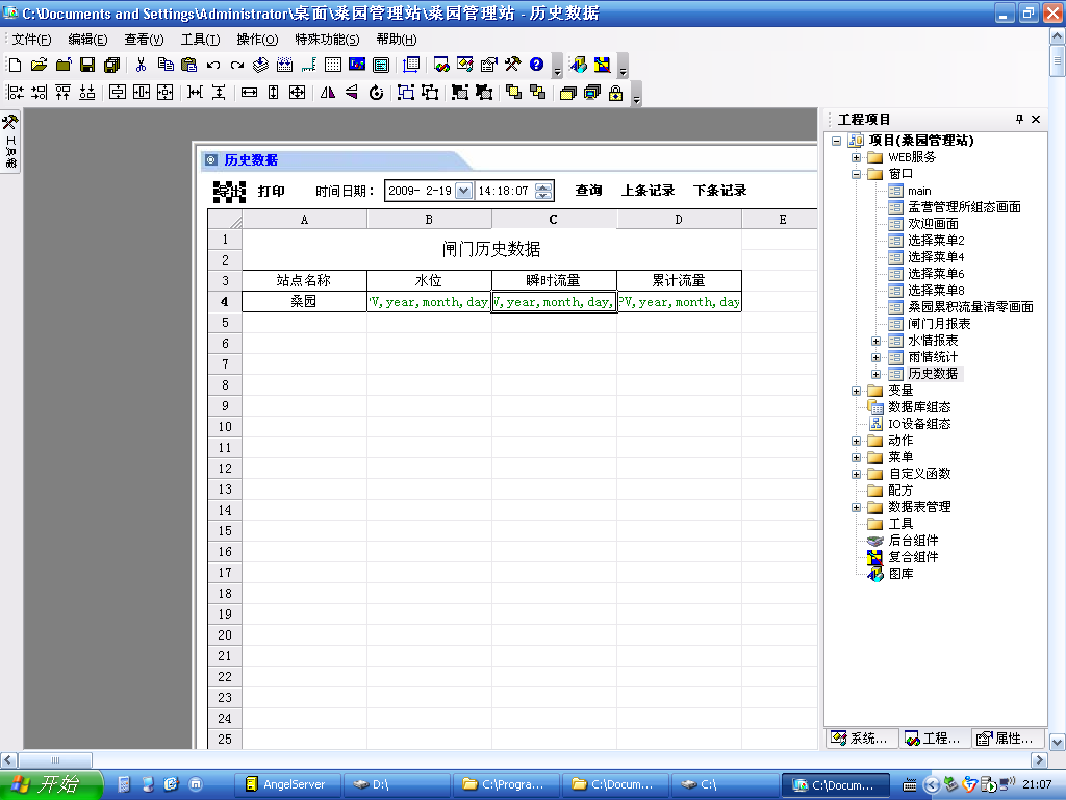 C:\Documents and Settings\Administrator\桌面\桑园管理站\桑园管理站 - 历史数据
文件(F) 编辑(E) 查看(V) 工具(T) 操作(O) 特殊功能(S) 帮助(H)
工具箱
历史数据
导出 打印 时间日期： 2009- 2-19 14:18:07 查询 上条记录 下条记录
A B C D E
1
闸门历史数据
2
3 站点名称 水位 瞬时流量 累计流量
4 桑园 V,year,month,day V,year,month,day, PV,year,month,day
5
6
7
8
9
10
11
12
13
14
15
16
17
18
19
20
21
22
23
24
25
工程项目
项目(桑园管理站)
WEB服务
窗口
main
孟营管理所组态画面
欢迎画面
选择菜单2
选择菜单4
选择菜单6
选择菜单8
桑园累积流量清零画面
闸门月报表
水情报表
雨情统计
历史数据
变量
数据库组态
IO设备组态
动作
菜单
自定义函数
配方
数据表管理
工具
后台组件
复合组件
图库
系统... 工程... 属性...
开始 AngelServer D:\ C:\Progra... C:\Docum... C:\ C:\Docum... 21:07